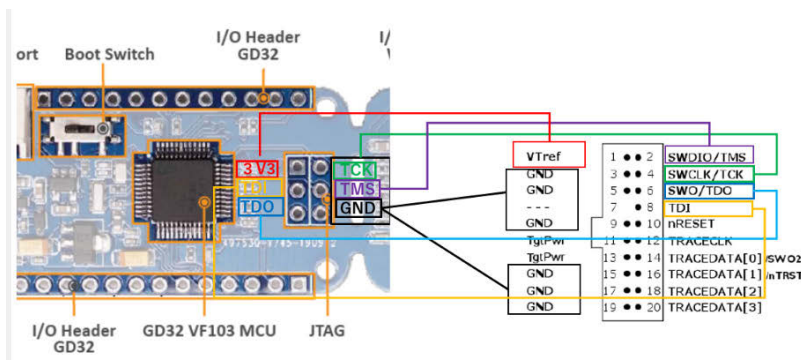 ort
Boot Switch
I/O Header
GD32
I/
3V3
TDI
TDO
TCK
TMS
GND
I/O Header
GD32
GD32 VF103 MCU
JTAG
VTref
GND
GND
---
GND
TgtPwr
TgtPwr
GND
GND
GND
1 2 SWDIO/TMS
3 4 SWCLK/TCK
5 6 SWO/TDO
7 8 TDI
9 10 nRESET
11 12 TRACECLK
13 14 TRACEDATA[0]/SWO2
15 16 TRACEDATA[1]/nTRST
17 18 TRACEDATA[2]
19 20 TRACEDATA[3]